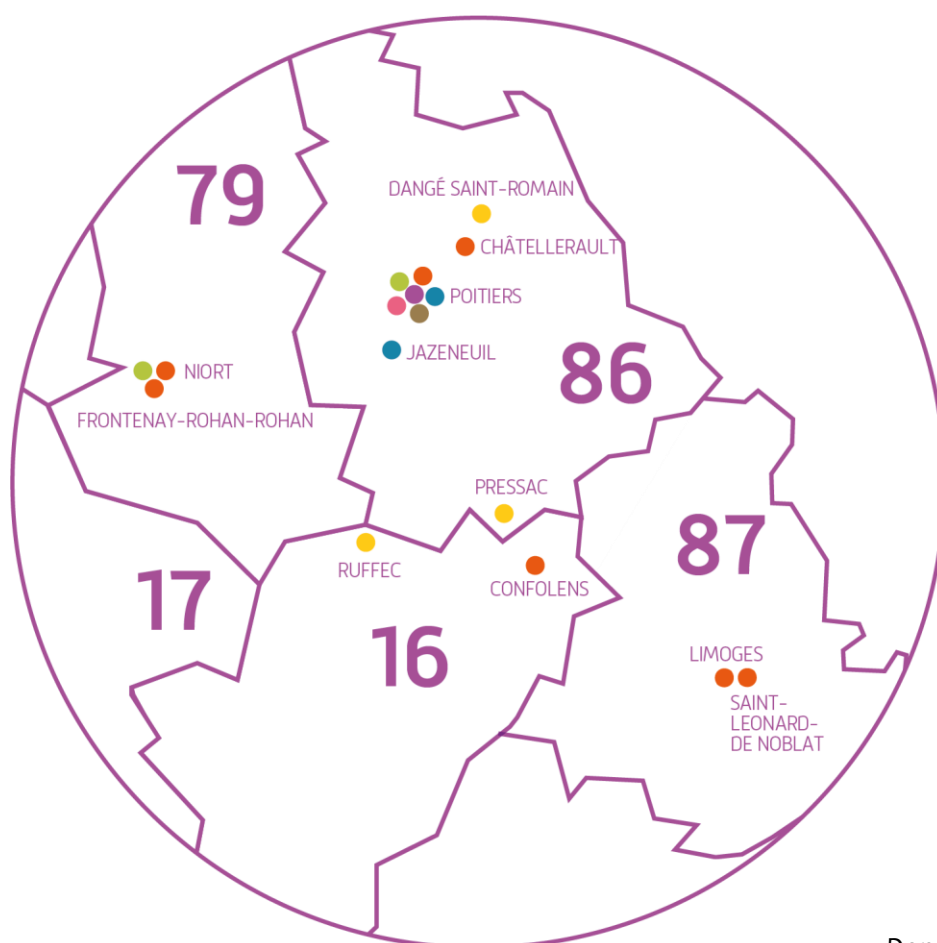 79
DANGÉ SAINT-ROMAIN
CHÂTELLERAULT
POITIERS
JAZENEUIL
86
NIORT
FRONTENAY-ROHAN-ROHAN
PRESSAC
87
RUFFEC
17
CONFOLENS
16
LIMOGES
SAINT-
LEONARD-
DE NOBLAT